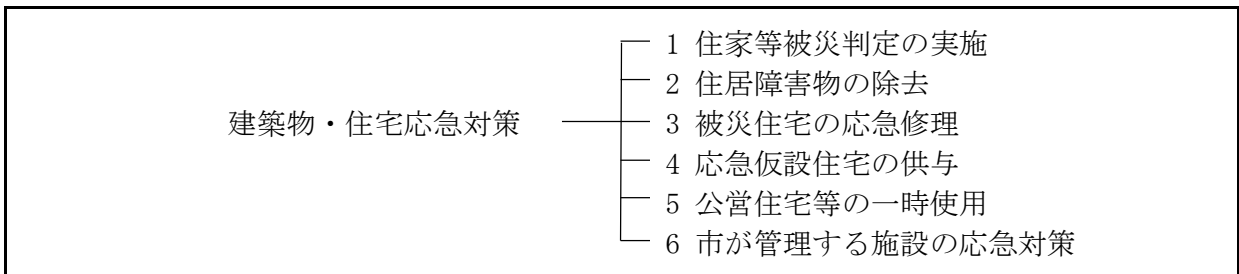 1 住家等被災判定の実施
2 住居障害物の除去
建築物・住宅応急対策
3 被災住宅の応急修理
4 応急仮設住宅の供与
5 公営住宅等の一時使用
6 市が管理する施設の応急対策